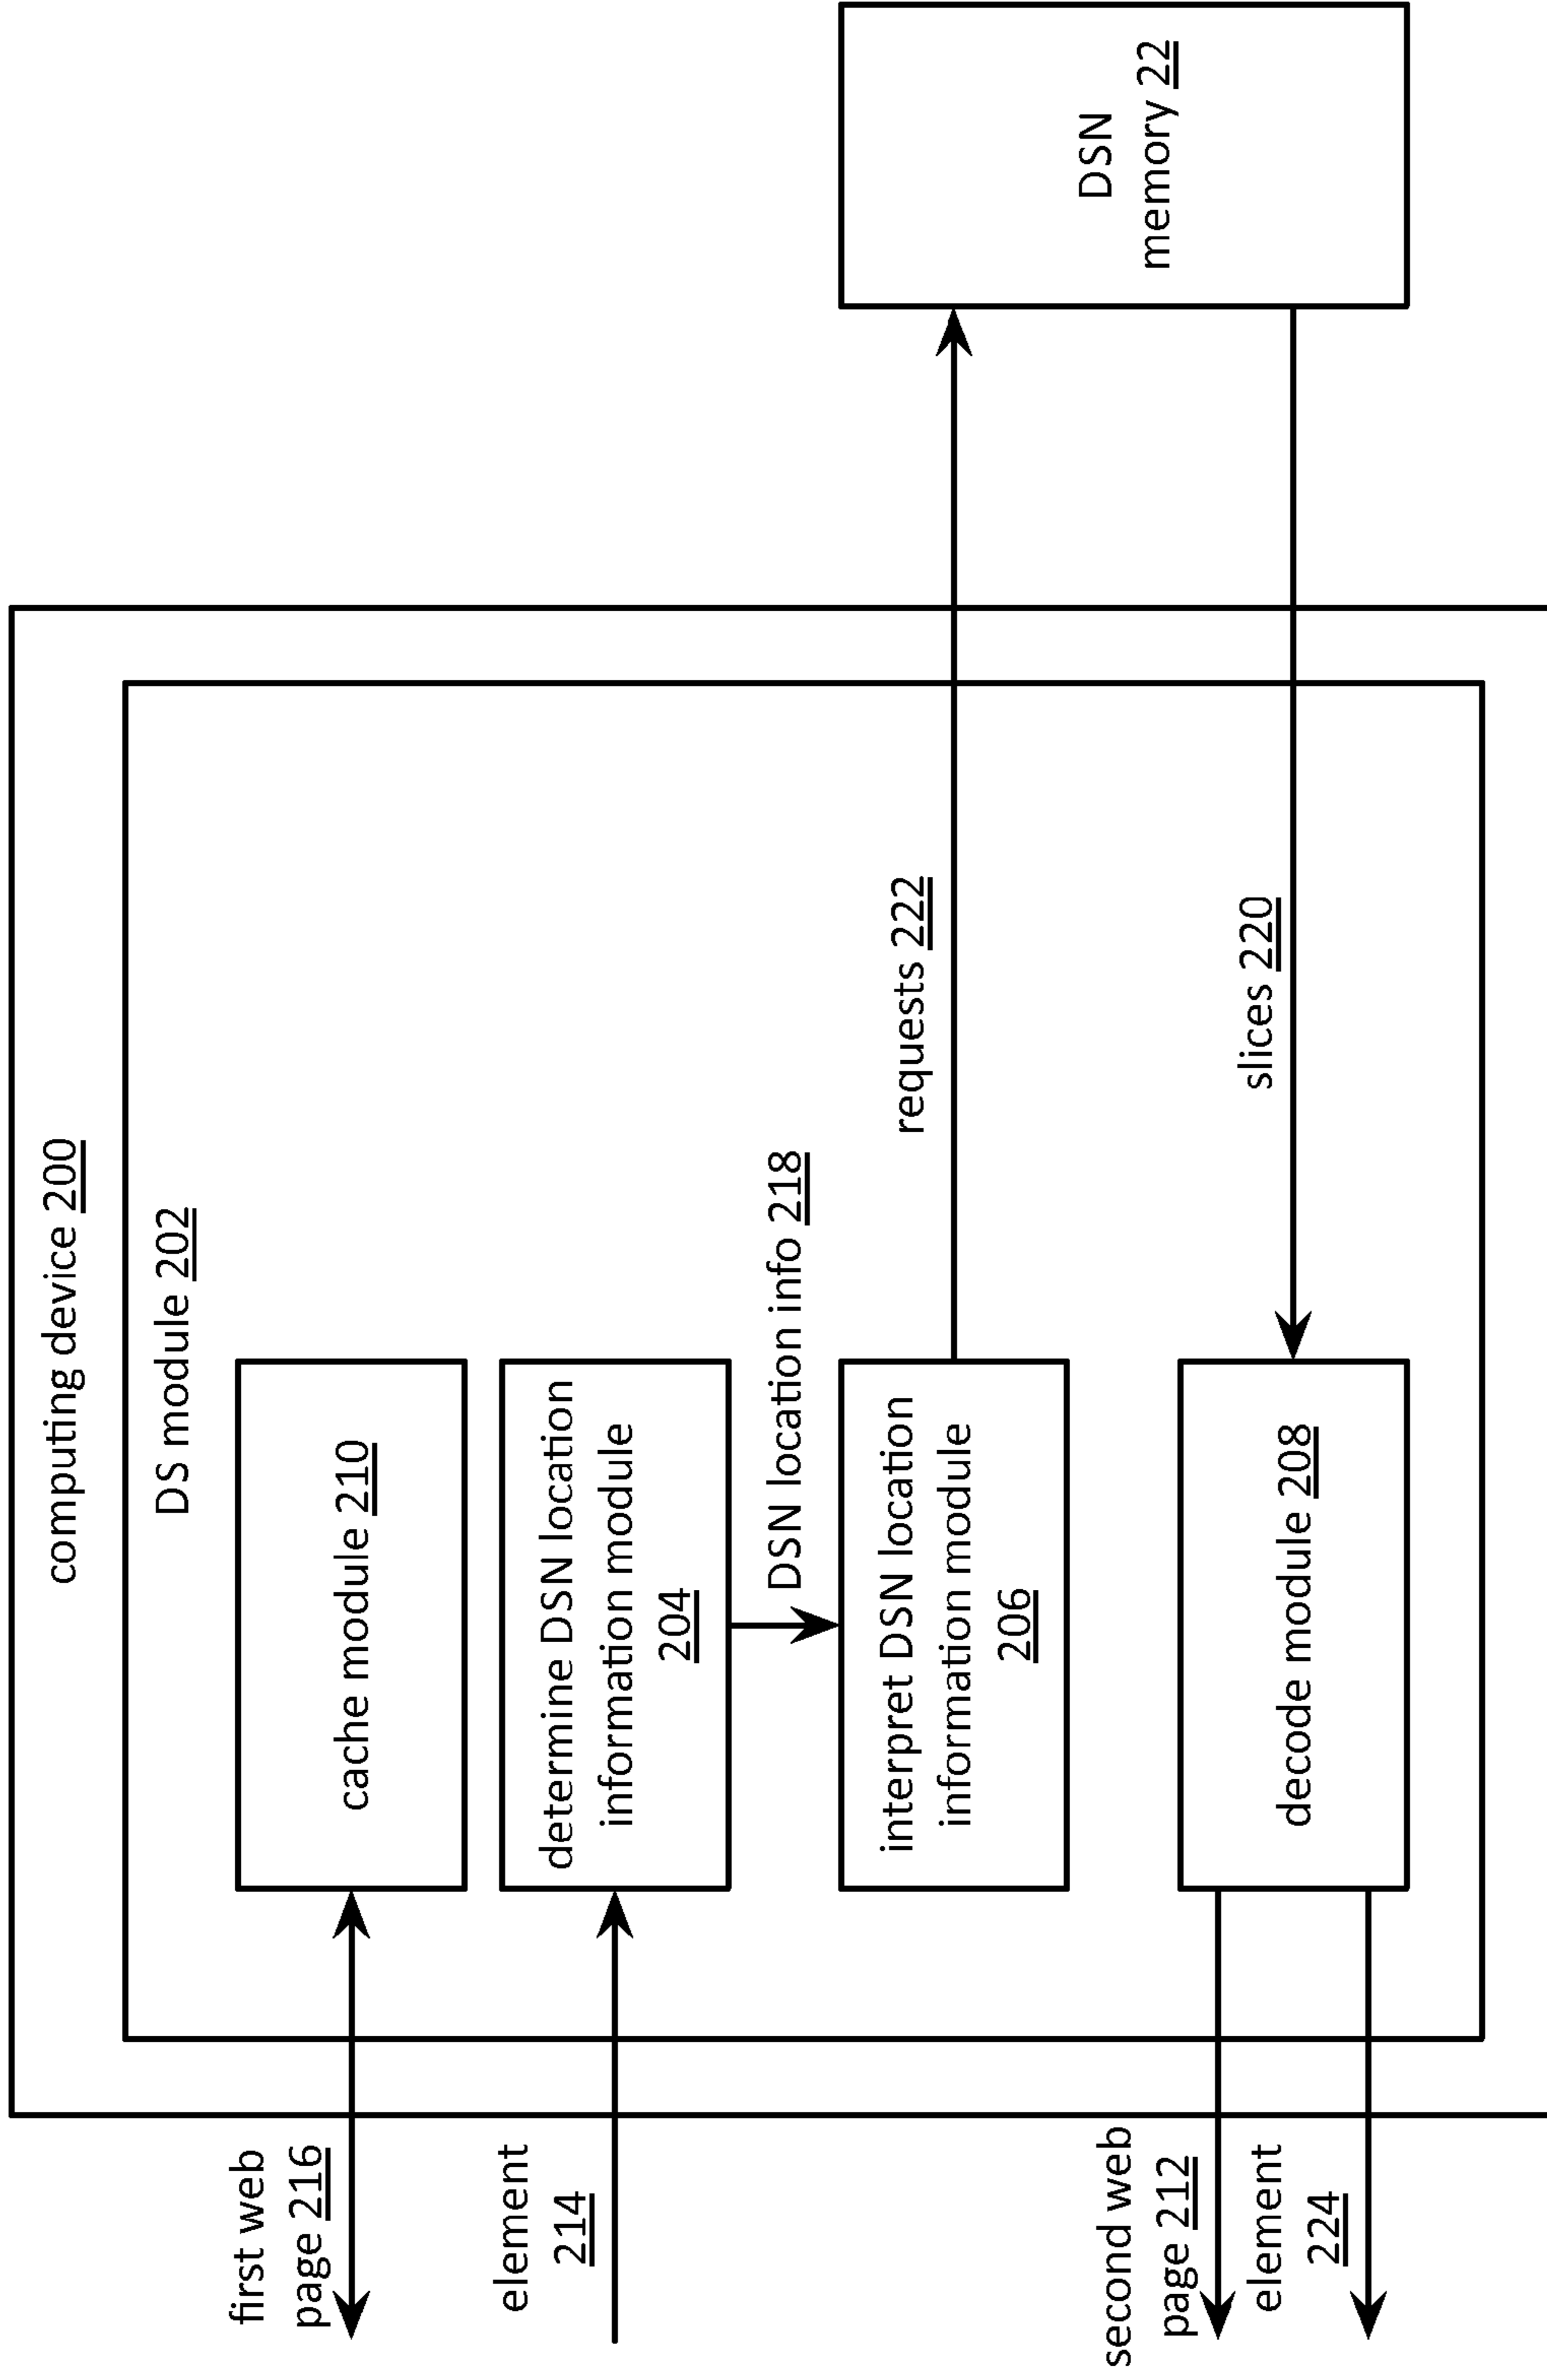 computing device 200
DS module 202
first web
page 216
cache module 210
element
214
determine DSN location
information module
204
DSN location info 218
interpret DSN location
information module
206
requests 222
DSN
memory 22
slices 220
decode module 208
second web
page 212
element
224